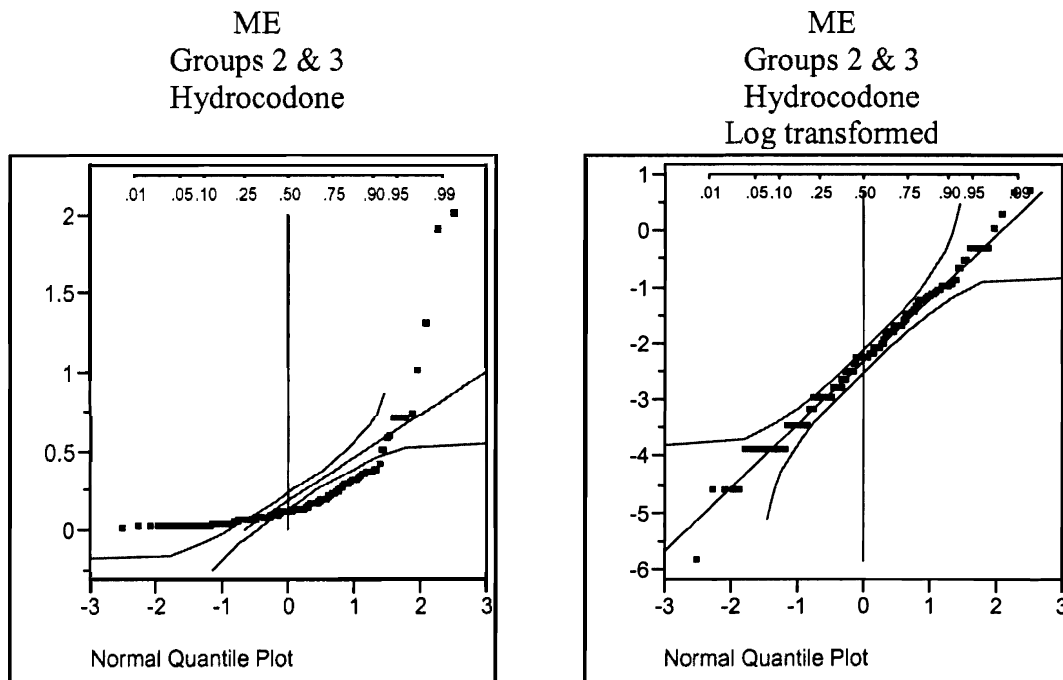 ME
Groups 2 & 3
Hydrocodone
.01 .05 .10 .25 .50 .75 .90 .95 .99
2
1.5
1
0.5
0
-3 -2 -1 0 1 2 3
Normal Quantile Plot
ME
Groups 2 & 3
Hydrocodone
Log transformed
.01 .05 .10 .25 .50 .75 .90 .95 .99
1
0
-1
-2
-3
-4
-5
-6
-3 -2 -1 0 1 2 3
Normal Quantile Plot